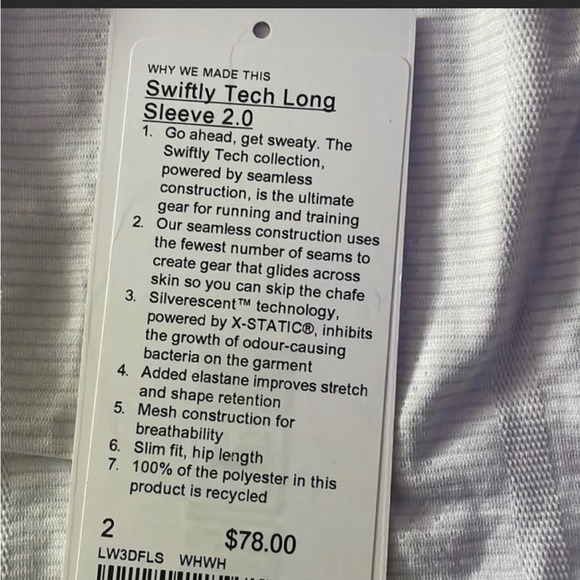 WHY WE MADE THIS
Swiftly Tech Long
Sleeve 2.0
1. Go ahead, get sweaty. The
Swiftly Tech collection,
powered by seamless
construction, is the ultimate
gear for running and training
2. Our seamless construction uses
the fewest number of seams to
create gear that glides across
skin so you can skip the chafe
3. Silverescent™ technology,
powered by X-STATIC®, inhibits
the growth of odour-causing
bacteria on the garment
4. Added elastane improves stretch
and shape retention
5. Mesh construction for
breathability
6. Slim fit, hip length
7. 100% of the polyester in this
product is recycled
2 $78.00
LW3DFLS WHWH